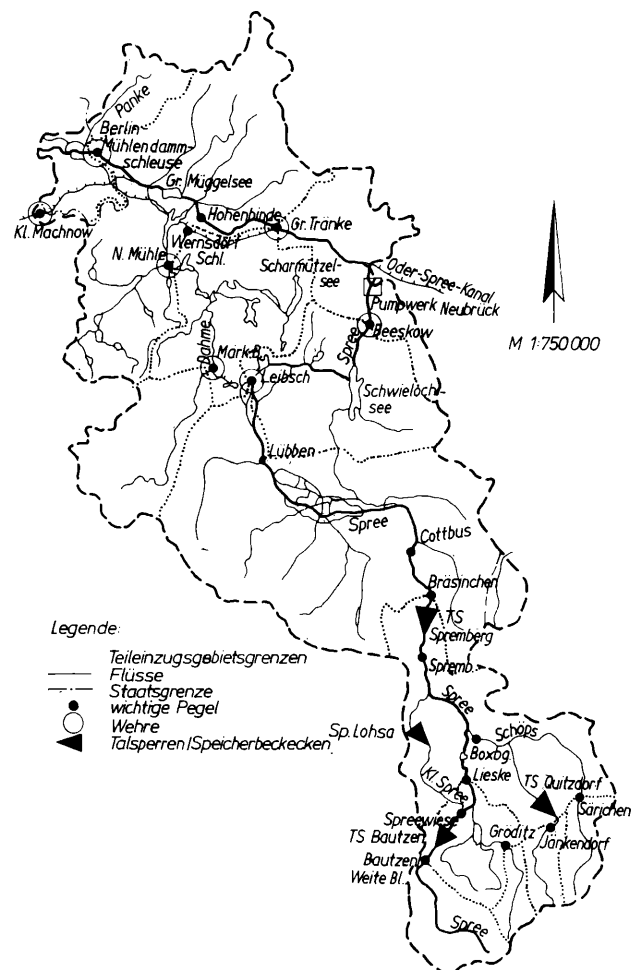 Panke
Berlin-
Mühlendamm-
schleuse
Gr. Müggelsee
Hohenbinde
Kl. Machnow
Gr. Tränke
Wernsdorf
Schl.
N. Mühle
Scharmützel-
see
Oder-Spree-Kanal
Pumpwerk Neubrück
Beeskow
M 1:750 000
Spree
Dahme
Mark.B.
Leibsch
Schwieloch-
see
Lübben
Spree
Cottbus
Bräsinchen
TS
Spremberg
Spremb.
Legende:
Teileinzugsgebietsgrenzen
Flüsse
Staatsgrenze
wichtige Pegel
Wehre
Talsperren/Speicherbeckecken
Spree
Sp. Lohsa
Schöps
Boxbg.
Kl. Spree
Lieske
TS Quitzdorf
Särichen
Spreewiese
TS Bautzen
Gröditz
Jänkendorf
Bautzen
Weite Bl.
Spree